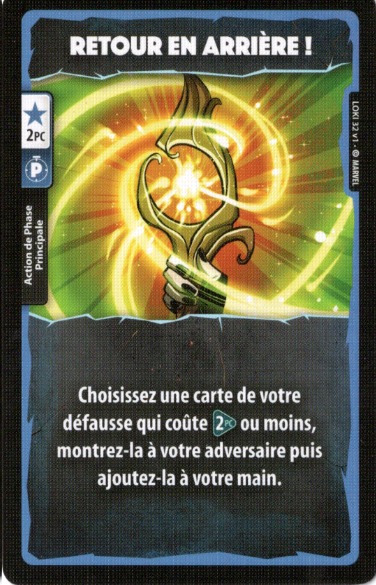 RETOUR EN ARRIÈRE !
2PC
P
Action de Phase
Principale
LOKI 32 v1 - © MARVEL
Choisissez une carte de votre
défausse qui coûte 2PC ou moins,
montrez-la à votre adversaire puis
ajoutez-la à votre main.